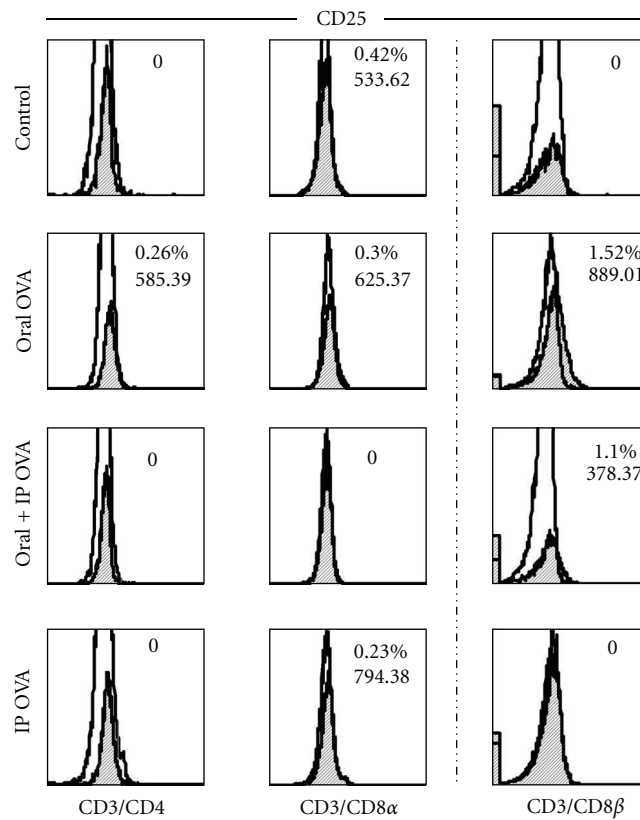 CD25
Control
0
0.42%
533.62
0
Oral OVA
0.26%
585.39
0.3%
625.37
1.52%
889.01
Oral + IP OVA
0
0
1.1%
378.37
IP OVA
0
0.23%
794.38
0
CD3/CD4
CD3/CD8α
CD3/CD8β